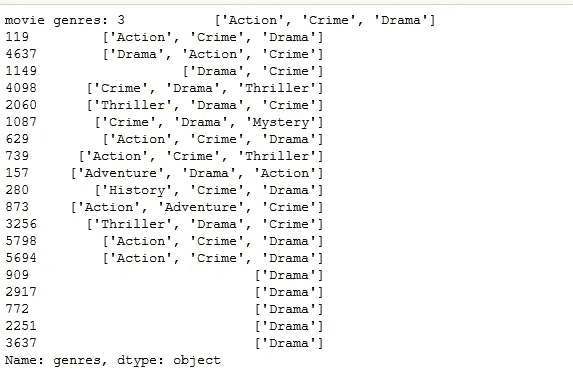 movie genres: 3 ['Action', 'Crime', 'Drama']
119 ['Action', 'Crime', 'Drama']
4637 ['Drama', 'Action', 'Crime']
1149 ['Drama', 'Crime']
4098 ['Crime', 'Drama', 'Thriller']
2060 ['Thriller', 'Drama', 'Crime']
1087 ['Crime', 'Drama', 'Mystery']
629 ['Action', 'Crime', 'Drama']
739 ['Action', 'Crime', 'Thriller']
157 ['Adventure', 'Drama', 'Action']
280 ['History', 'Crime', 'Drama']
873 ['Action', 'Adventure', 'Crime']
3256 ['Thriller', 'Drama', 'Crime']
5798 ['Action', 'Crime', 'Drama']
5694 ['Action', 'Crime', 'Drama']
909 ['Drama']
2917 ['Drama']
772 ['Drama']
2251 ['Drama']
3637 ['Drama']
Name: genres, dtype: object